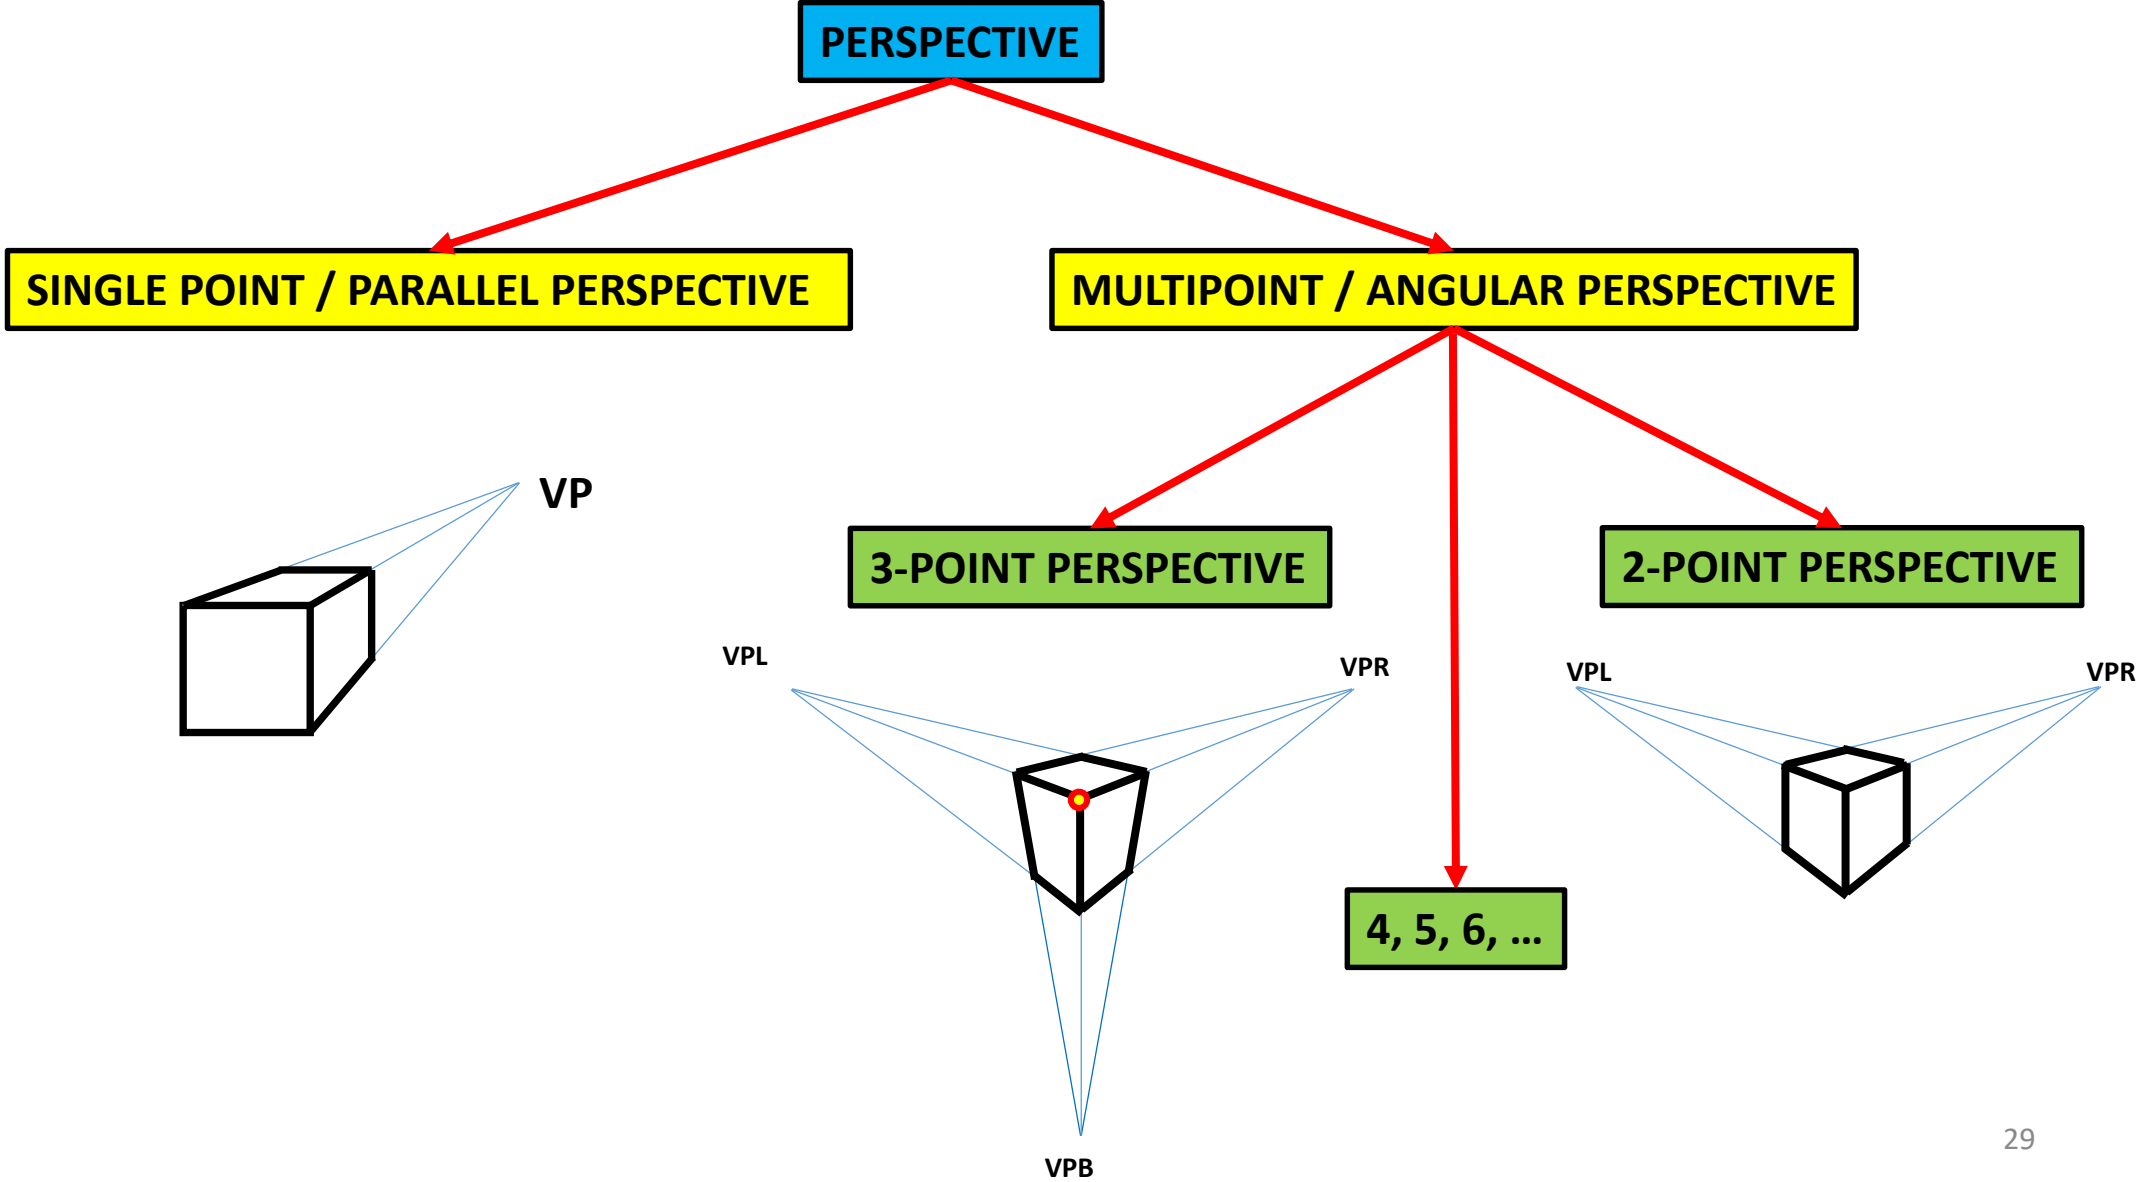 PERSPECTIVE
SINGLE POINT / PARALLEL PERSPECTIVE
MULTIPOINT / ANGULAR PERSPECTIVE
VP
3-POINT PERSPECTIVE
2-POINT PERSPECTIVE
VPL
VPR
VPL
VPR
4, 5, 6, ...
VPB
29